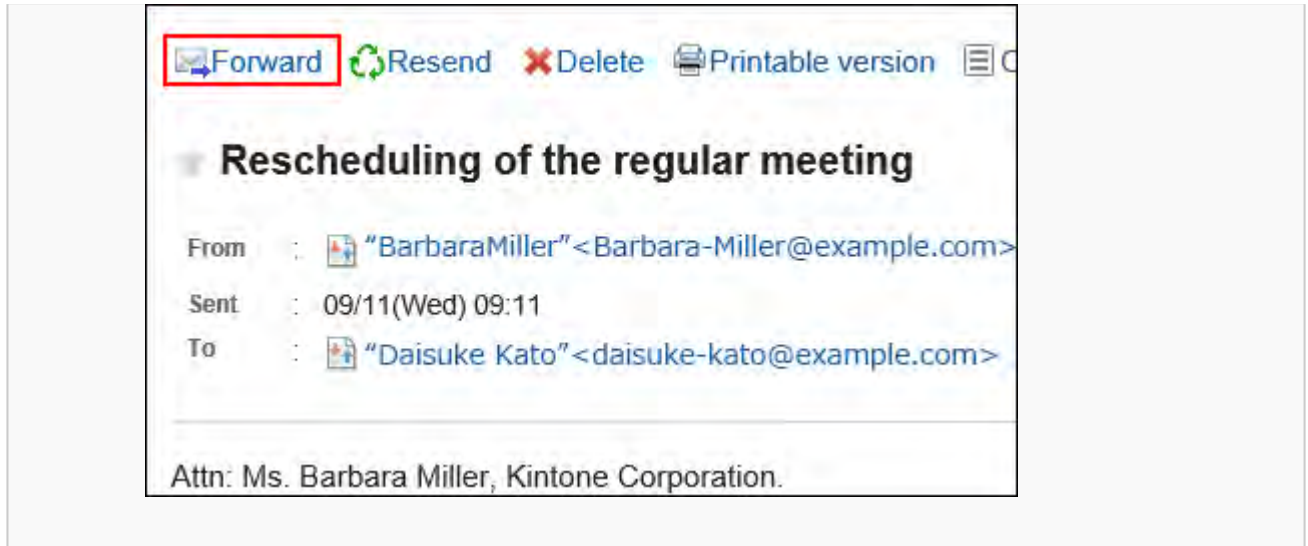 Forward Resend Delete Printable version
Rescheduling of the regular meeting
From : “BarbaraMiller”<Barbara-Miller@example.com>
Sent : 09/11(Wed) 09:11
To : “Daisuke Kato”<daisuke-kato@example.com>
Attn: Ms. Barbara Miller, Kintone Corporation.